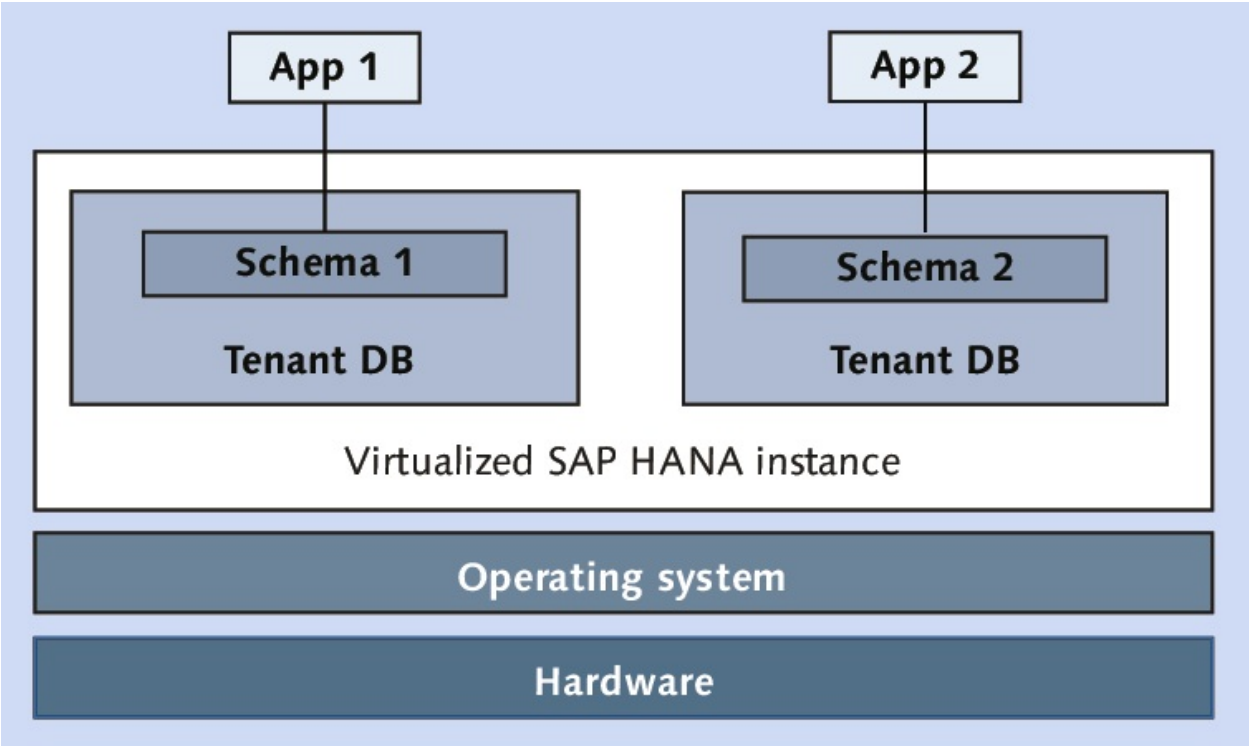 App 1
App 2
Schema 1
Schema 2
Tenant DB
Tenant DB
Virtualized SAP HANA instance
Operating system
Hardware